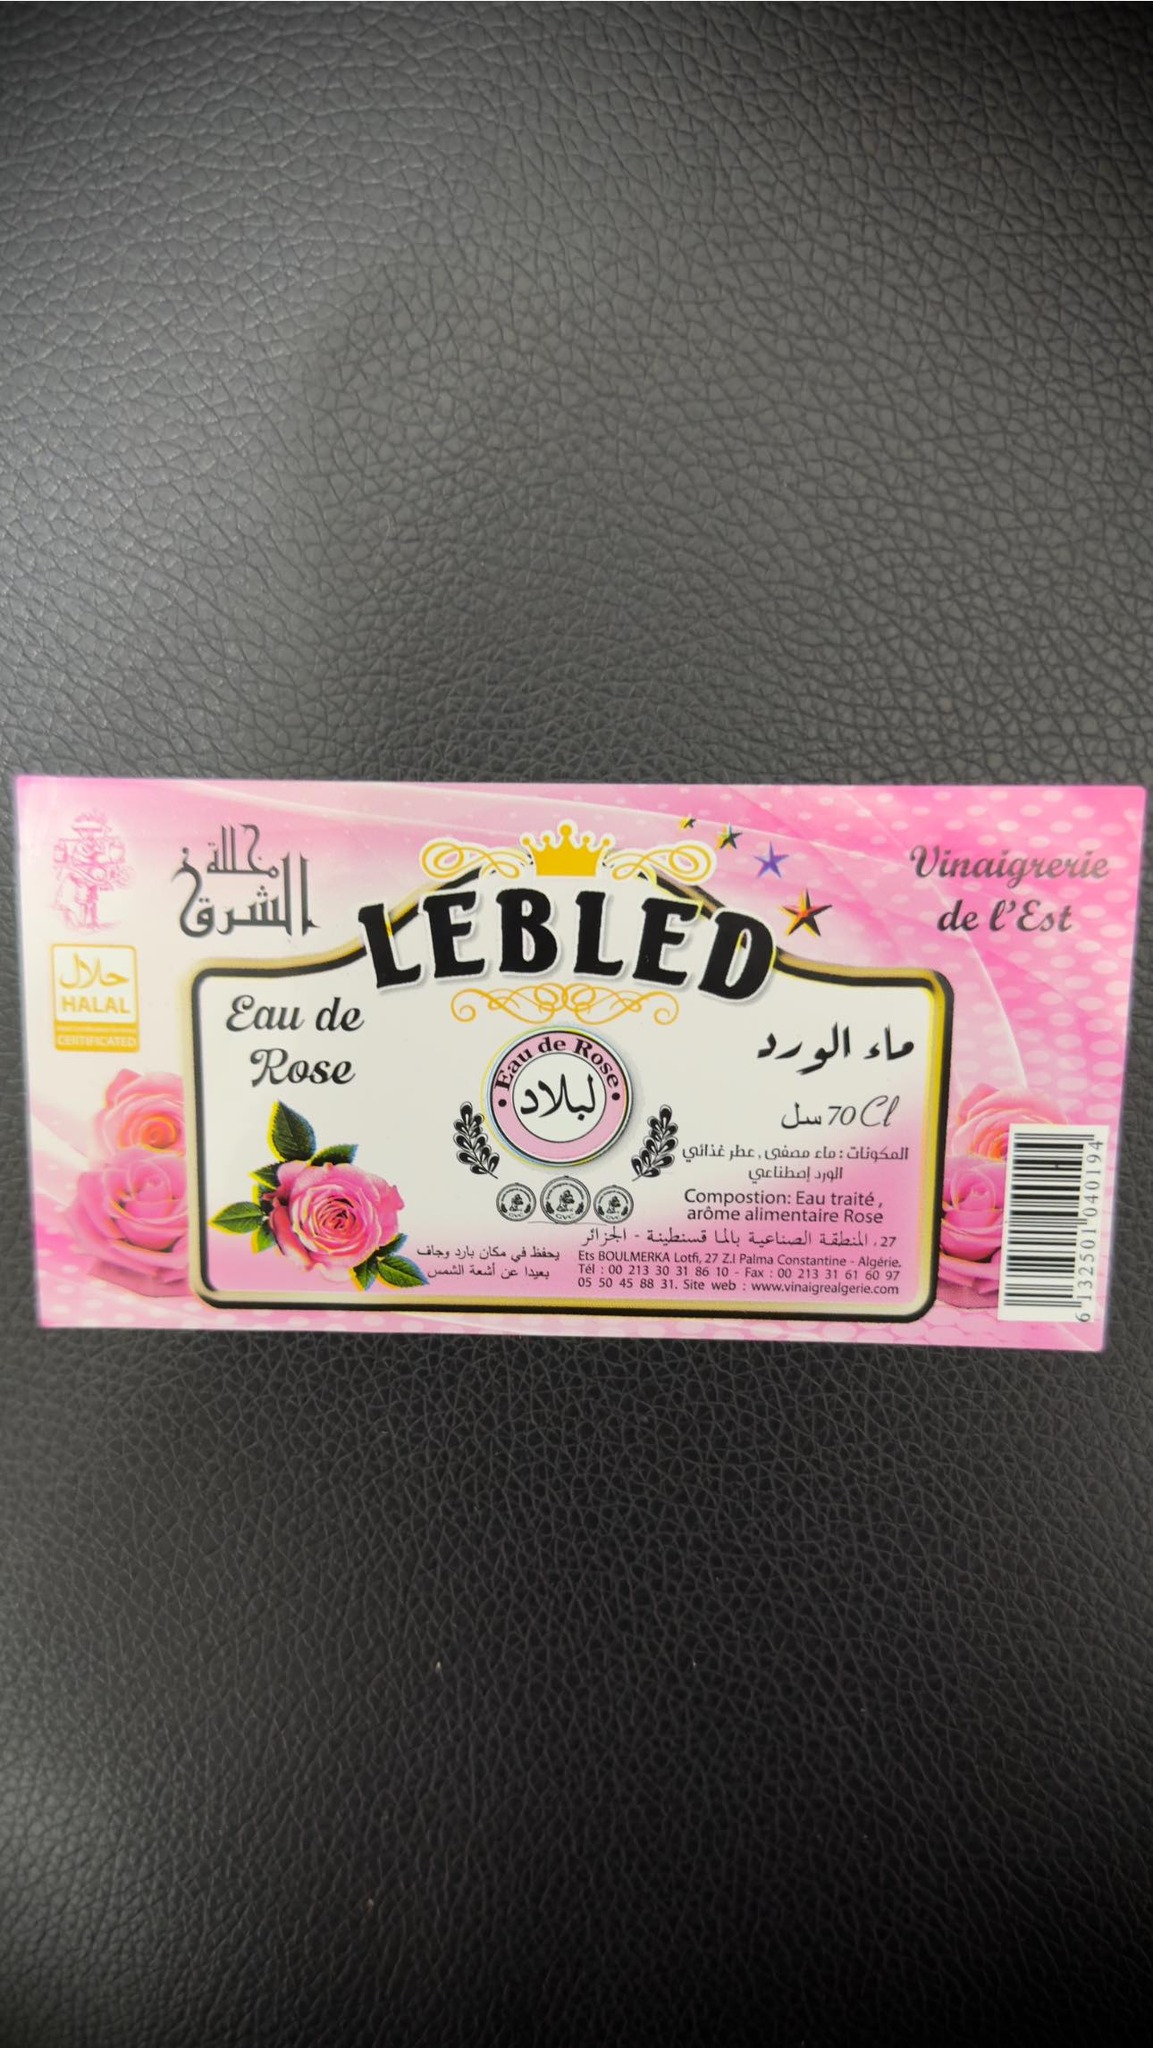 مخللة
الشرق
LEBLED
Vinaigrerie
de l'Est
حلال
HALAL
CERTIFICATED
Eau de
Rose
Eau de Rose
لبلاد
ماء الورد
70 Cl سل
المكونات : ماء مصفى , عطر غذائي
الورد إصطناعي
Compostion: Eau traité ,
arôme alimentaire Rose
27، المنطقة الصناعية بالما قسنطينة - الجزائر
Ets BOULMERKA Lotfi, 27 Z.I Palma Constantine - Algérie.
Tél : 00 213 30 31 86 10 - Fax : 00 213 31 61 60 97
05 50 45 88 31. Site web : www.vinaigrealgerie.com
يحفظ في مكان بارد وجاف
بعيدا عن أشعة الشمس
GVC
GVC
GVC
6 132501 040194